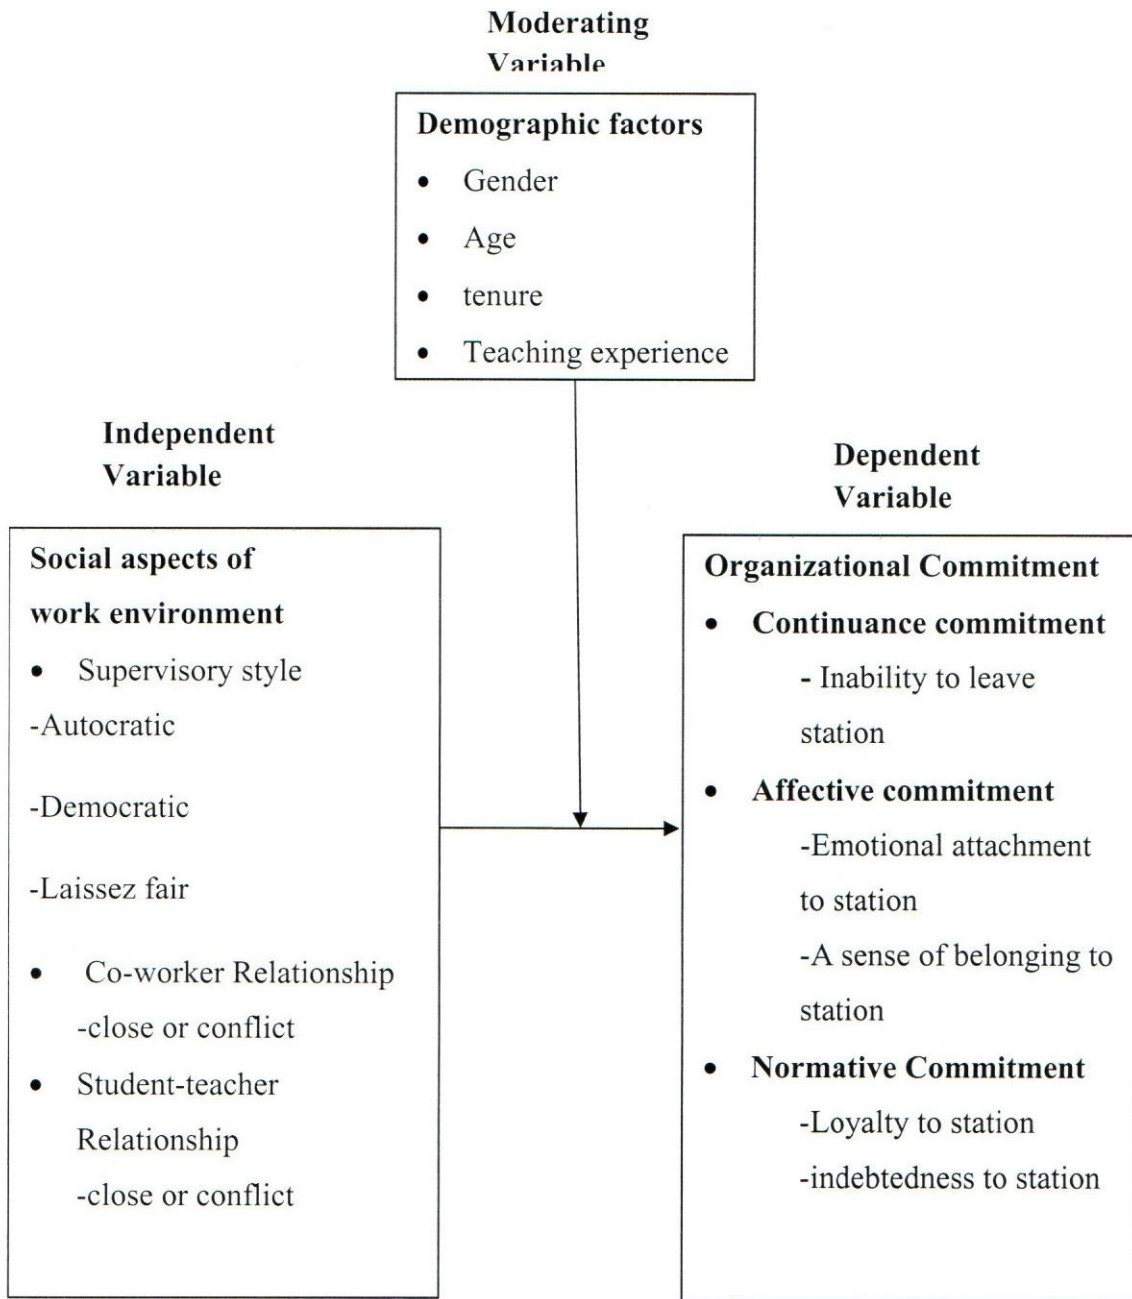 Moderating
Variable
Demographic factors
• Gender
• Age
• tenure
• Teaching experience
Independent
Variable
Social aspects of
work environment
• Supervisory style
-Autocratic
-Democratic
-Laissez fair
• Co-worker Relationship
-close or conflict
• Student-teacher
Relationship
-close or conflict
Dependent
Variable
Organizational Commitment
• Continuance commitment
- Inability to leave
station
• Affective commitment
-Emotional attachment
to station
-A sense of belonging to
station
• Normative Commitment
-Loyalty to station
-indebtedness to station